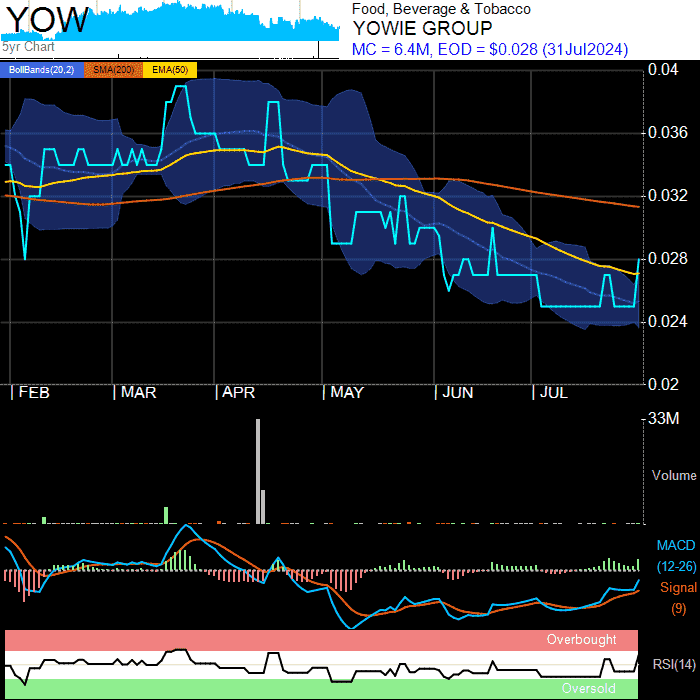 YOW
5yr Chart
Food, Beverage & Tobacco
YOWIE GROUP
MC = 6.4M, EOD = $0.028 (31Jul2024)
BollBands(20,2) SMA(200) EMA(50)
0.04
0.036
0.032
0.028
0.024
0.02
FEB MAR APR MAY JUN JUL
33M
Volume
MACD
(12-26)
Signal
(9)
Overbought
RSI(14)
Oversold